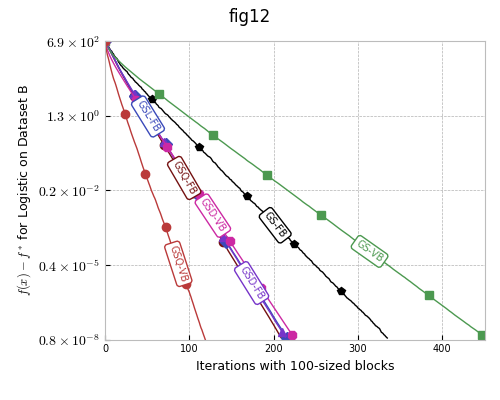 fig12
6.9 × 10²
1.3 × 10⁰
0.2 × 10⁻²
0.4 × 10⁻⁵
0.8 × 10⁻⁸
f(x) − f* for Logistic on Dataset B
GSL-FB
GSQ-FB
GSD-VB
GS-FB
GS-VB
GSQ-VB
GSD-FB
0 100 200 300 400
Iterations with 100-sized blocks